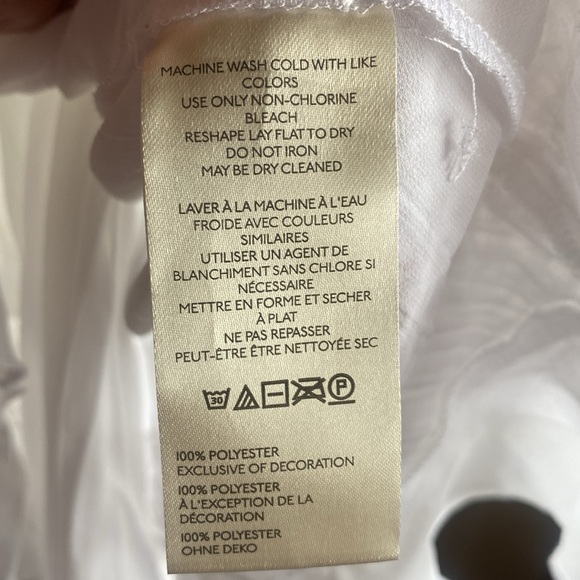 MACHINE WASH COLD WITH LIKE
COLORS
USE ONLY NON-CHLORINE
BLEACH
RESHAPE LAY FLAT TO DRY
DO NOT IRON
MAY BE DRY CLEANED
LAVER À LA MACHINE À L'EAU
FROIDE AVEC COULEURS
SIMILAIRES
UTILISER UN AGENT DE
BLANCHIMENT SANS CHLORE SI
NÉCESSAIRE
METTRE EN FORME ET SECHER
À PLAT
NE PAS REPASSER
PEUT-ÊTRE ÊTRE NETTOYÉE SEC
30 P
100% POLYESTER
EXCLUSIVE OF DECORATION
100% POLYESTER
À L'EXCEPTION DE LA
DÉCORATION
100% POLYESTER
OHNE DEKO